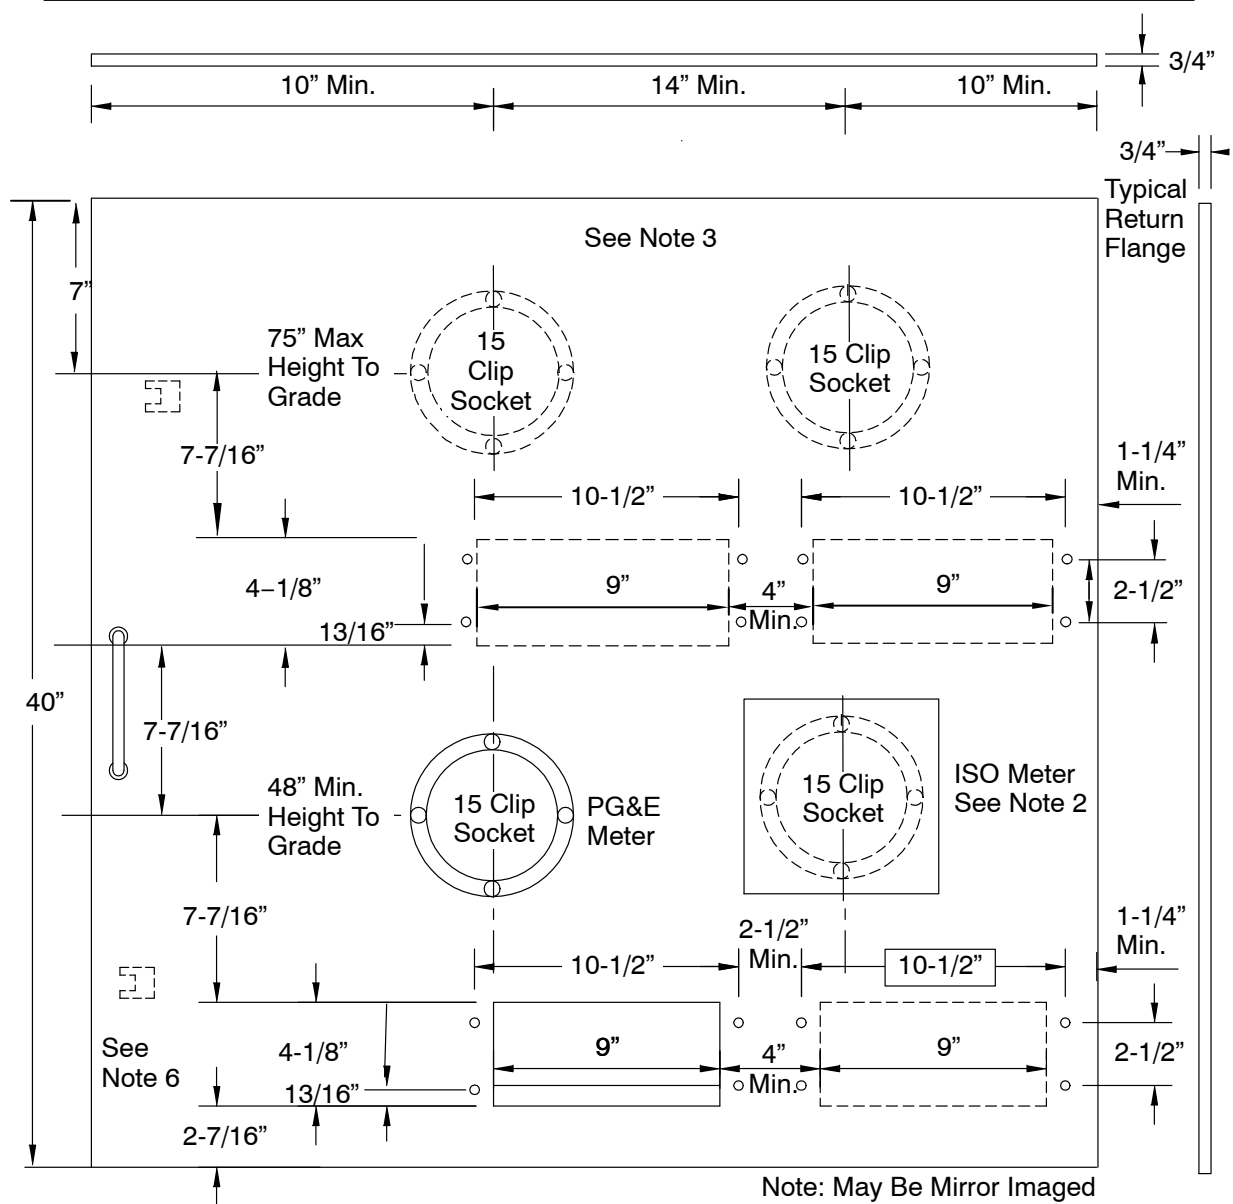 3/4”
10” Min.
14” Min.
10” Min.
3/4”
Typical
Return
Flange
See Note 3
7”
75” Max
Height To
Grade
15
Clip
Socket
15 Clip
Socket
7-7/16”
1-1/4”
Min.
10-1/2”
10-1/2”
4–1/8”
9”
4”
Min.
9”
2-1/2”
13/16”
40”
7-7/16”
48” Min.
Height To
Grade
15 Clip
Socket
PG&E
Meter
15 Clip
Socket
ISO Meter
See Note 2
7-7/16”
2-1/2”
Min.
1-1/4”
Min.
10-1/2”
10-1/2”
See
Note 6
4-1/8”
9”
4”
Min.
9”
2-1/2”
13/16”
2-7/16”
Note: May Be Mirror Imaged